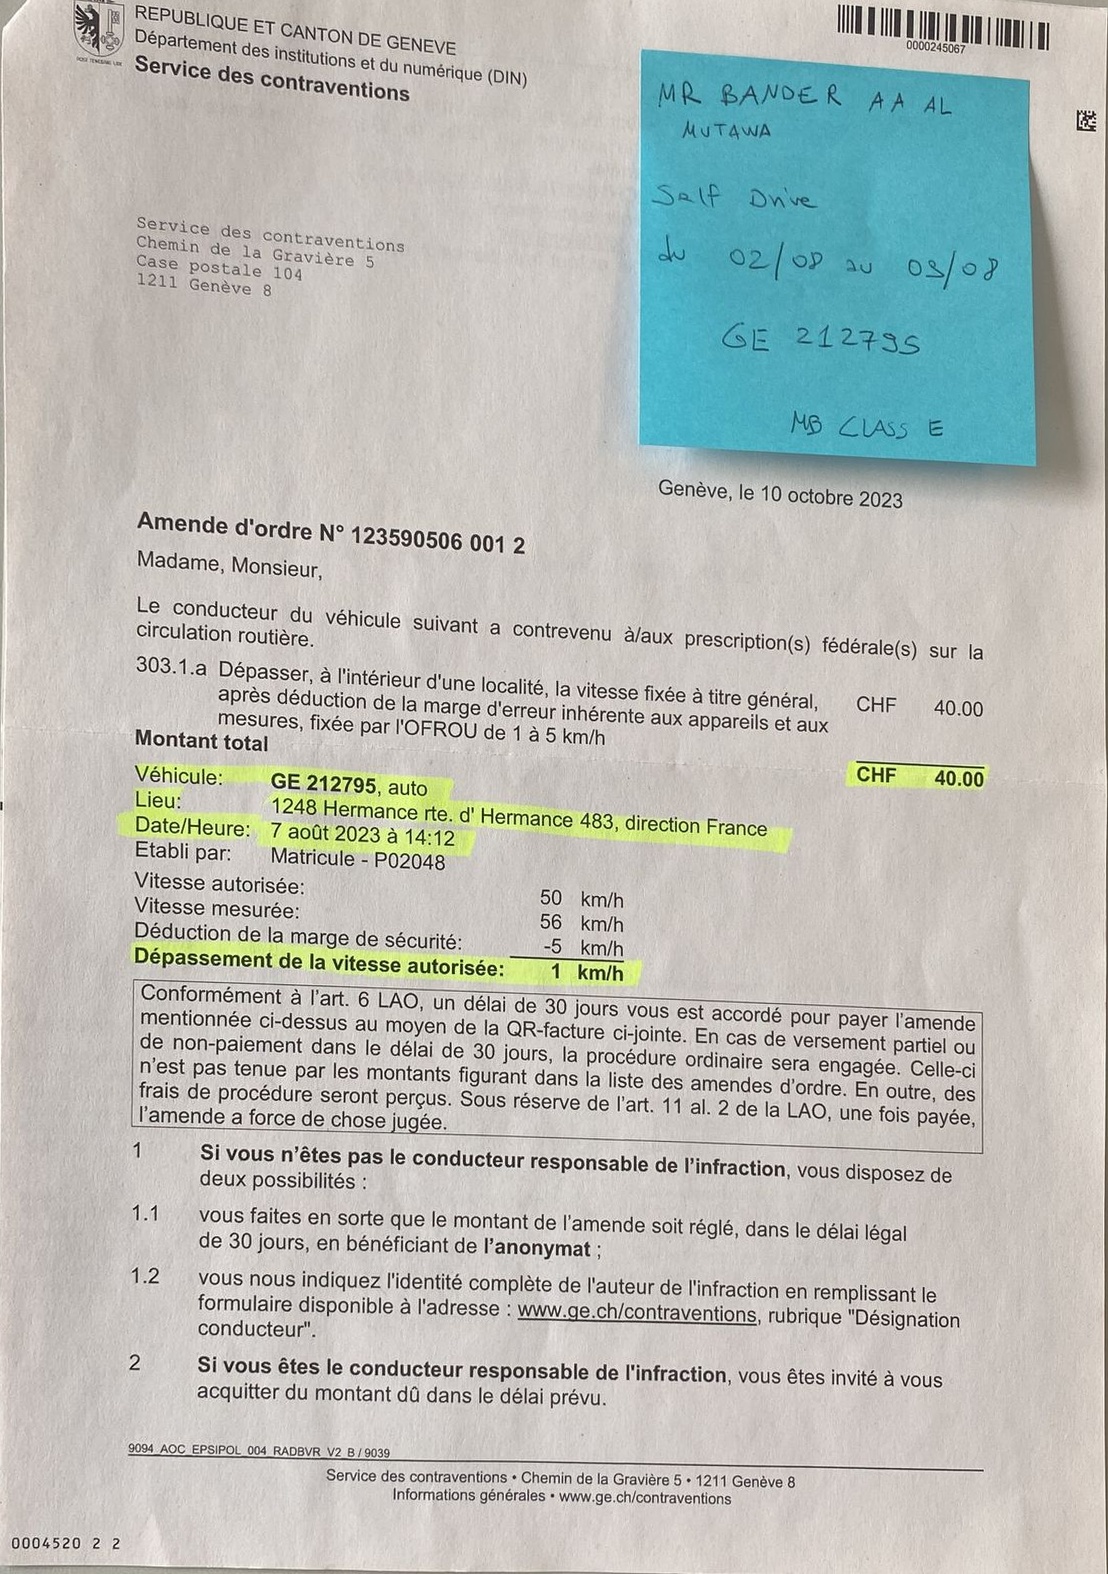 REPUBLIQUE ET CANTON DE GENEVE
Département des institutions et du numérique (DIN)
Service des contraventions
0000245067
MR BANDER AA AL
MUTAWA
Self Drive
du 02/08 au 09/08
GE 212795
MB CLASS E
Service des contraventions
Chemin de la Gravière 5
Case postale 104
1211 Genève 8
Genève, le 10 octobre 2023
Amende d'ordre N° 123590506 001 2
Madame, Monsieur,
Le conducteur du véhicule suivant a contrevenu à/aux prescription(s) fédérale(s) sur la
circulation routière.
303.1.a Dépasser, à l'intérieur d'une localité, la vitesse fixée à titre général, CHF 40.00
après déduction de la marge d'erreur inhérente aux appareils et aux
mesures, fixée par l'OFROU de 1 à 5 km/h
Montant total CHF 40.00
Véhicule: GE 212795, auto
Lieu: 1248 Hermance rte. d' Hermance 483, direction France
Date/Heure: 7 août 2023 à 14:12
Etabli par: Matricule - P02048
Vitesse autorisée: 50 km/h
Vitesse mesurée: 56 km/h
Déduction de la marge de sécurité: -5 km/h
Dépassement de la vitesse autorisée: 1 km/h
Conformément à l'art. 6 LAO, un délai de 30 jours vous est accordé pour payer l'amende
mentionnée ci-dessus au moyen de la QR-facture ci-jointe. En cas de versement partiel ou
de non-paiement dans le délai de 30 jours, la procédure ordinaire sera engagée. Celle-ci
n'est pas tenue par les montants figurant dans la liste des amendes d'ordre. En outre, des
frais de procédure seront perçus. Sous réserve de l'art. 11 al. 2 de la LAO, une fois payée,
l'amende a force de chose jugée.
1 Si vous n'êtes pas le conducteur responsable de l'infraction, vous disposez de
deux possibilités :
1.1 vous faites en sorte que le montant de l'amende soit réglé, dans le délai légal
de 30 jours, en bénéficiant de l'anonymat ;
1.2 vous nous indiquez l'identité complète de l'auteur de l'infraction en remplissant le
formulaire disponible à l'adresse : www.ge.ch/contraventions, rubrique "Désignation
conducteur".
2 Si vous êtes le conducteur responsable de l'infraction, vous êtes invité à vous
acquitter du montant dû dans le délai prévu.
9094_AOC_EPSIPOL_004_RADBVR_V2_B / 9039
Service des contraventions • Chemin de la Gravière 5 • 1211 Genève 8
Informations générales • www.ge.ch/contraventions
0004520 2 2